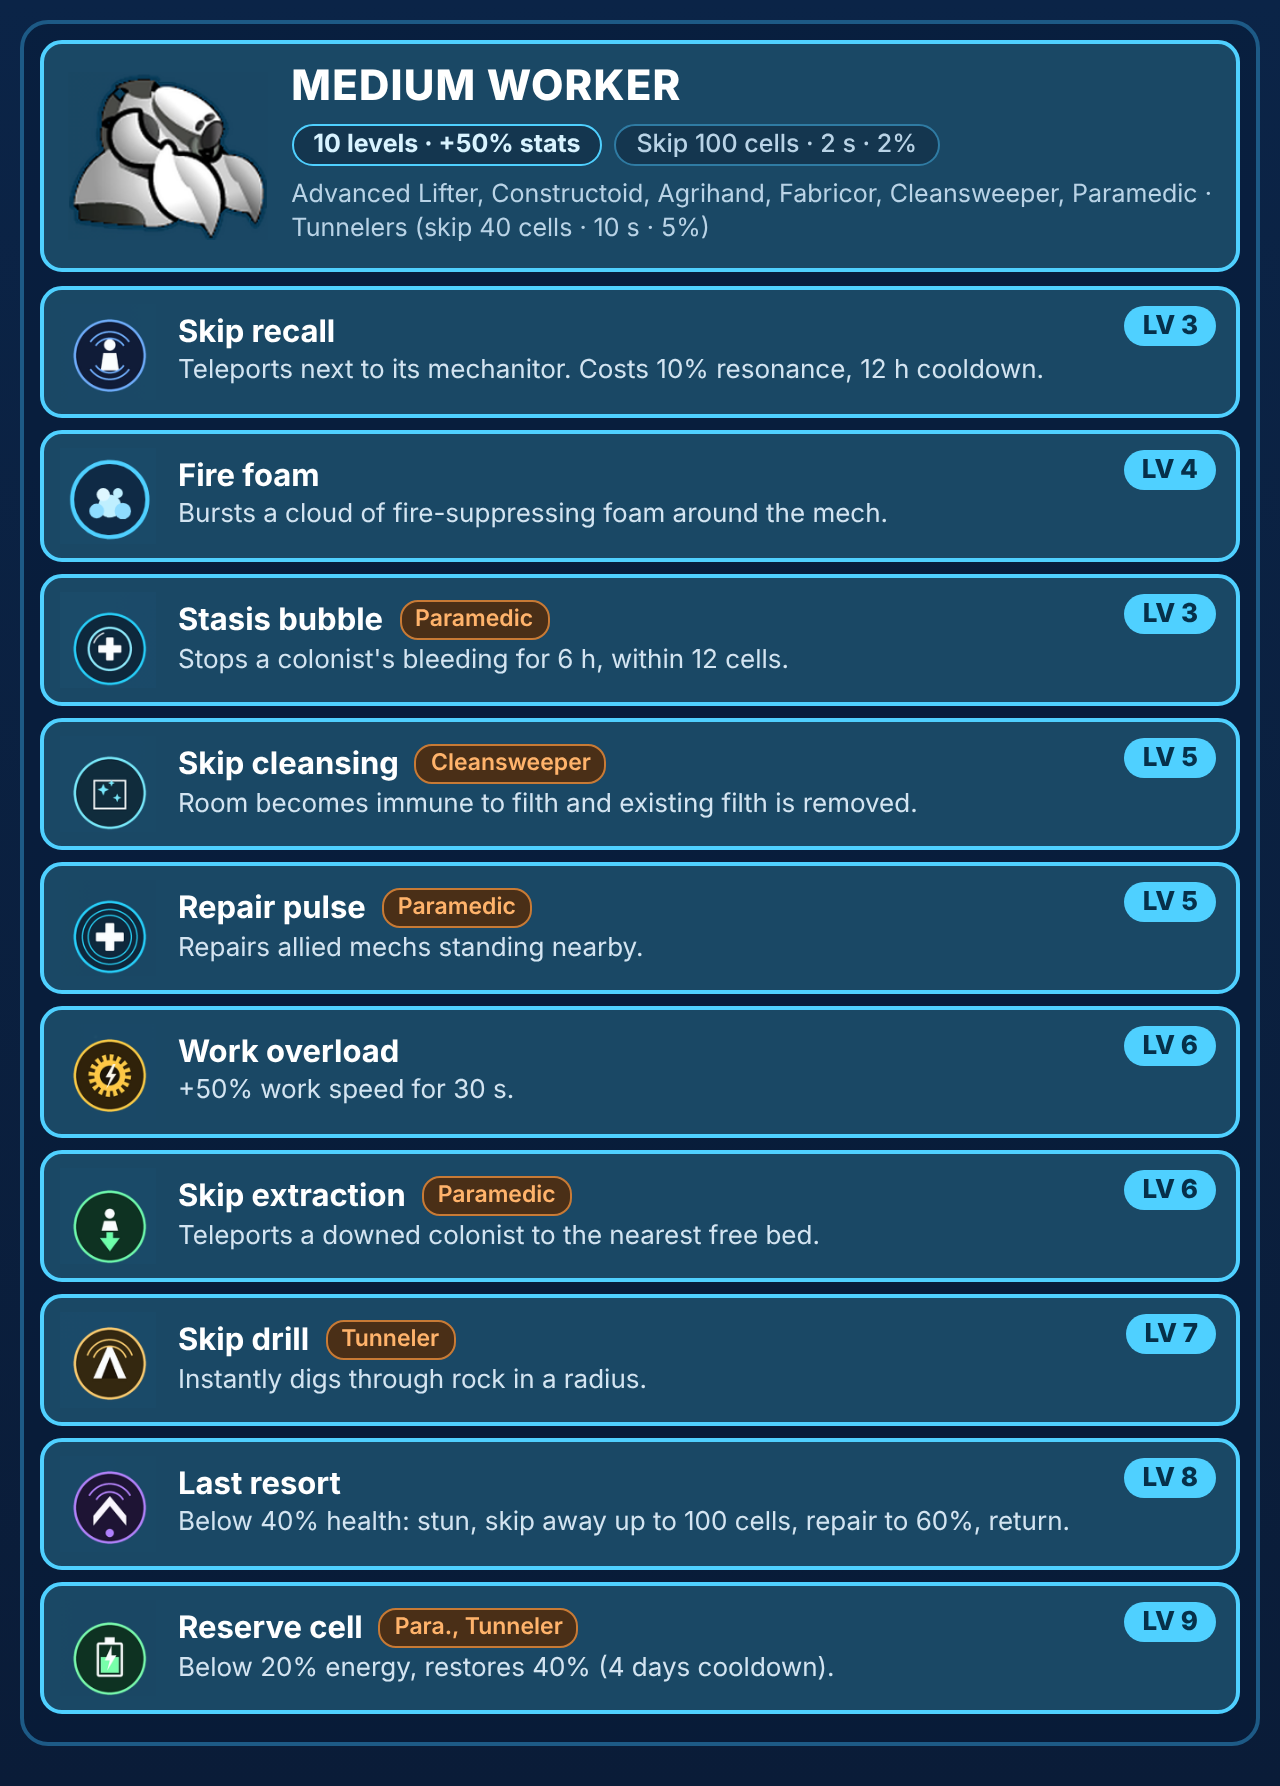 MEDIUM WORKER
10 levels · +50% stats
Skip 100 cells · 2 s · 2%
Advanced Lifter, Constructoid, Agrihand, Fabricor, Cleansweeper, Paramedic ·
Tunnelers (skip 40 cells · 10 s · 5%)
Skip recall
LV 3
Teleports next to its mechanitor. Costs 10% resonance, 12 h cooldown.
Fire foam
LV 4
Bursts a cloud of fire-suppressing foam around the mech.
Stasis bubble
Paramedic
LV 3
Stops a colonist's bleeding for 6 h, within 12 cells.
Skip cleansing
Cleansweeper
LV 5
Room becomes immune to filth and existing filth is removed.
Repair pulse
Paramedic
LV 5
Repairs allied mechs standing nearby.
Work overload
LV 6
+50% work speed for 30 s.
Skip extraction
Paramedic
LV 6
Teleports a downed colonist to the nearest free bed.
Skip drill
Tunneler
LV 7
Instantly digs through rock in a radius.
Last resort
LV 8
Below 40% health: stun, skip away up to 100 cells, repair to 60%, return.
Reserve cell
Para., Tunneler
LV 9
Below 20% energy, restores 40% (4 days cooldown).